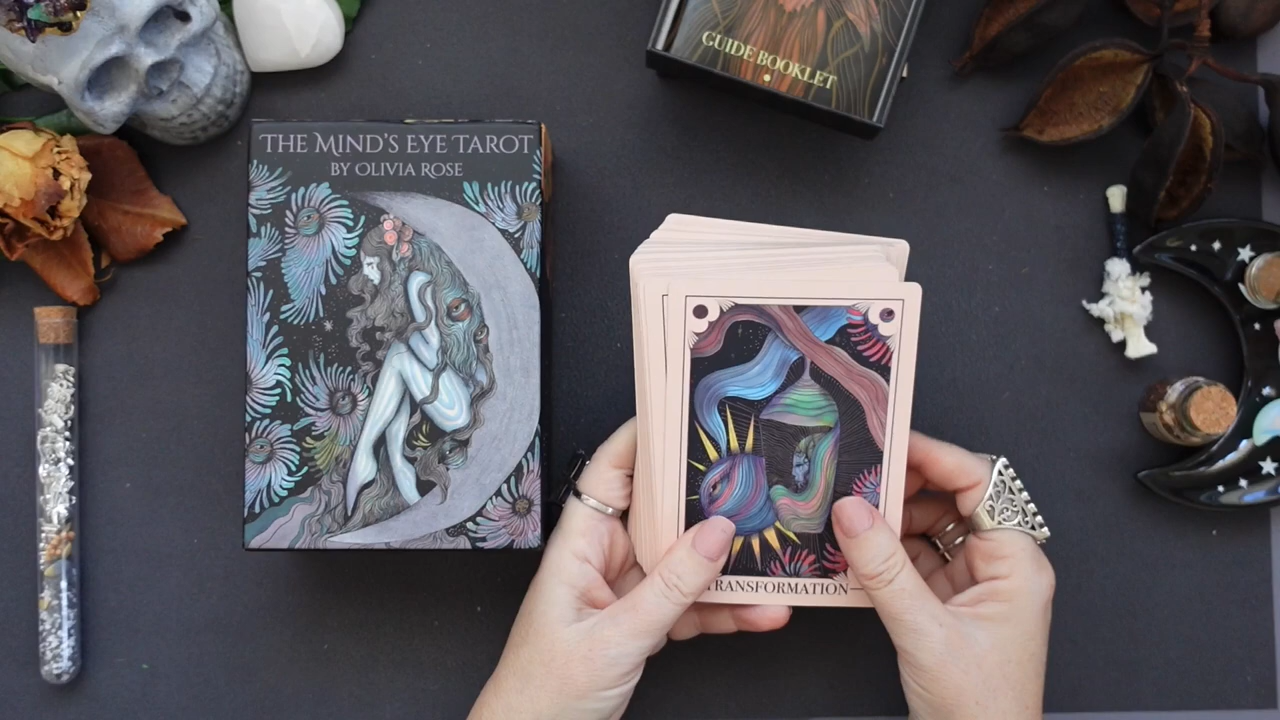 THE MIND'S EYE TAROT
BY OLIVIA ROSE
GUIDE BOOKLET
TRANSFORMATION